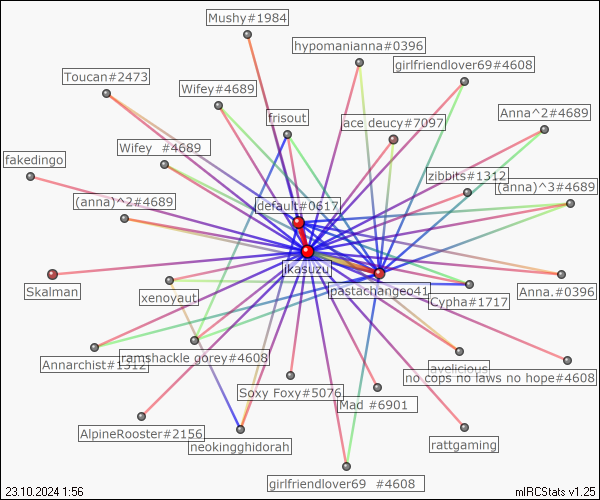 Mushy#1984
hypomanianna#0396
girlfriendlover69#4608
Toucan#2473
Wifey#4689
Anna^2#4689
frisout
ace deucy#7097
Wifey  #4689
fakedingo
zibbits#1312
(anna)^3#4689
(anna)^2#4689
default#0617
jkasuzu
Skalman
pastachangeo41
Anna.#0396
xenoyaut
Cypha#1717
Annarchist#1312
ramshackle gorey#4608
avelicious
no cops no laws no hope#4608
Soxy Foxy#5076
Mad #6901
AlpineRooster#2156
neokingghidorah
rattgaming
girlfriendlover69  #4608
23.10.2024 1:56
mIRCStats v1.25